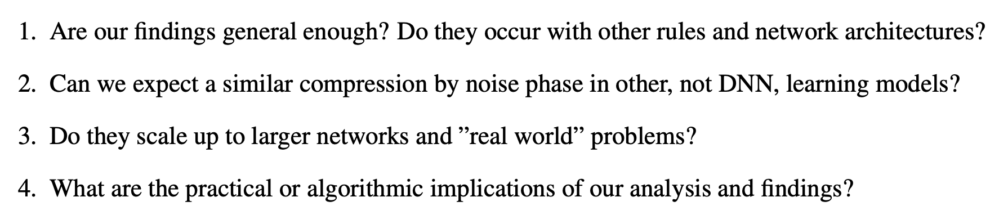 1. Are our findings general enough? Do they occur with other rules and network architectures?
2. Can we expect a similar compression by noise phase in other, not DNN, learning models?
3. Do they scale up to larger networks and ”real world” problems?
4. What are the practical or algorithmic implications of our analysis and findings?